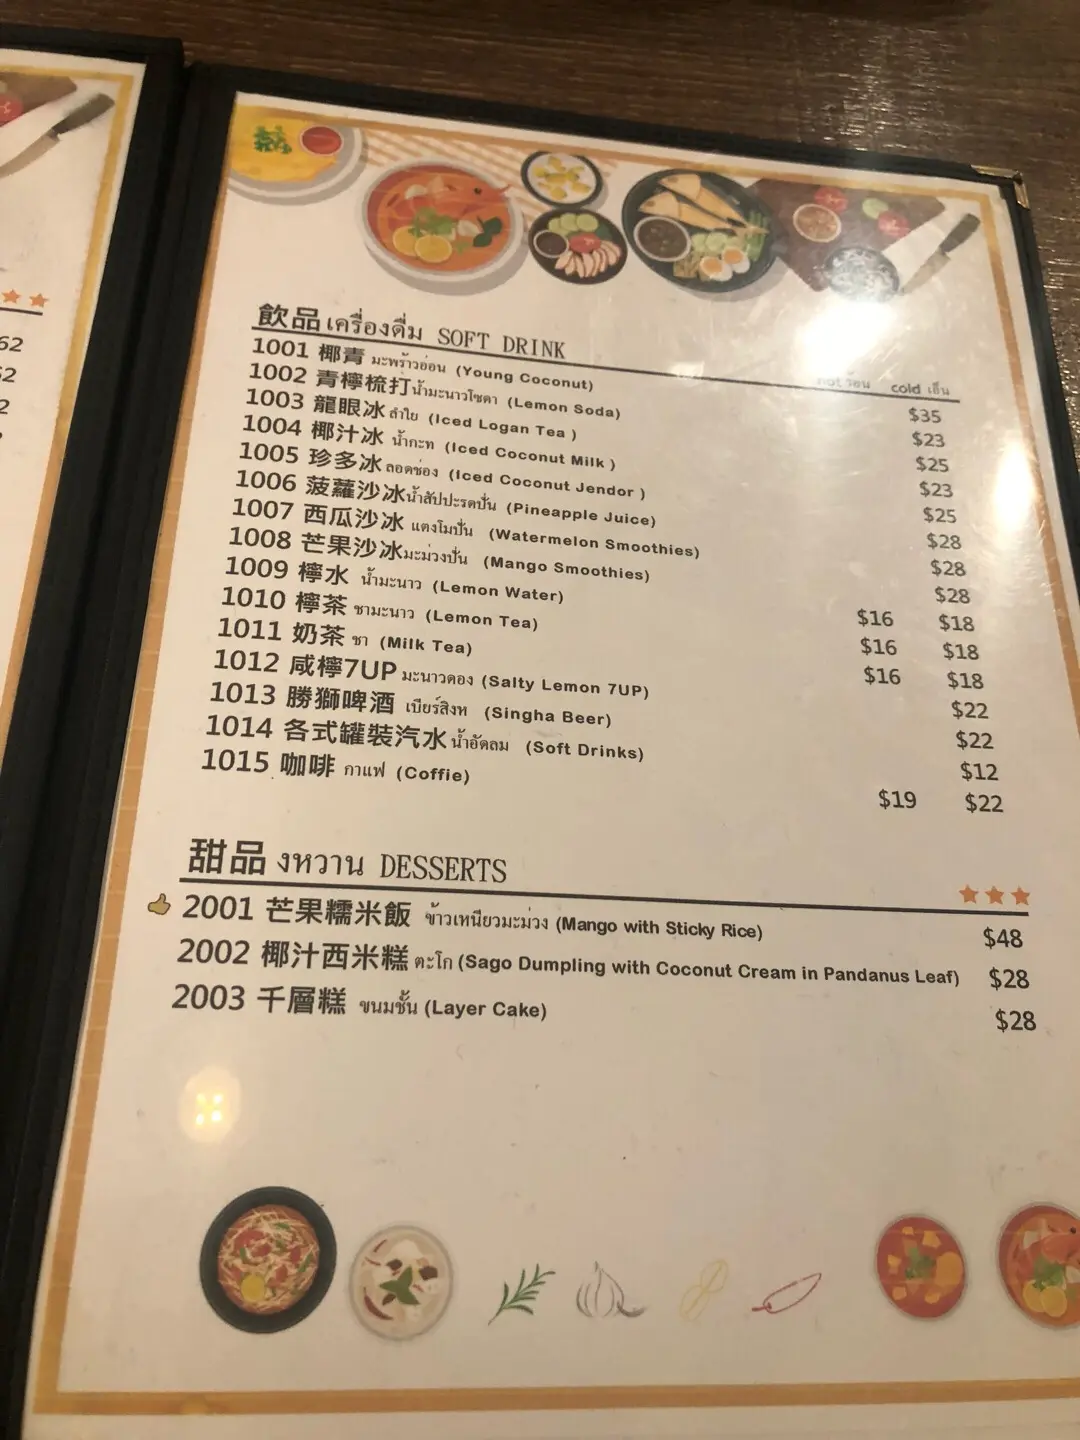 62
52
2
飲品 เครื่องดื่ม SOFT DRINK
hot ร้อน cold เย็น
1001 椰青 มะพร้าวอ่อน (Young Coconut) $35
1002 青檸梳打 น้ำมะนาวโซดา (Lemon Soda) $23
1003 龍眼冰 ลำใย (Iced Logan Tea ) $25
1004 椰汁冰 น้ำกะท (Iced Coconut Milk ) $23
1005 珍多冰 ลอดช่อง (Iced Coconut Jendor ) $25
1006 菠蘿沙冰 น้ำสัปปะรดปั่น (Pineapple Juice) $28
1007 西瓜沙冰 แตงโมปั่น (Watermelon Smoothies) $28
1008 芒果沙冰 มะม่วงปั่น (Mango Smoothies) $28
1009 檸水 น้ำมะนาว (Lemon Water) $16 $18
1010 檸茶 ชามะนาว (Lemon Tea) $16 $18
1011 奶茶 ชา (Milk Tea) $16 $18
1012 咸檸7UP มะนาวดอง (Salty Lemon 7UP) $22
1013 勝獅啤酒 เบียร์สิงห (Singha Beer) $22
1014 各式罐裝汽水 น้ำอัดลม (Soft Drinks) $12
1015 咖啡 กาแฟ (Coffie) $19 $22
甜品 งหวาน DESSERTS
2001 芒果糯米飯 ข้าวเหนียวมะม่วง (Mango with Sticky Rice) $48
2002 椰汁西米糕 ตะโก (Sago Dumpling with Coconut Cream in Pandanus Leaf) $28
2003 千層糕 ขนมชั้น (Layer Cake) $28